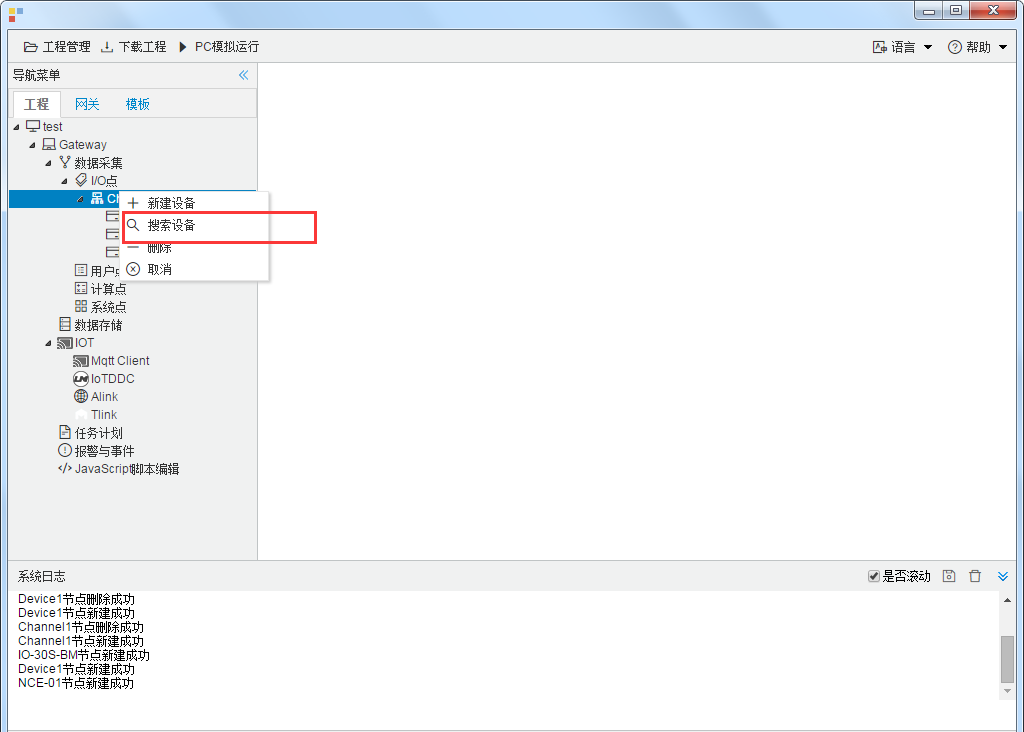 工程管理 下载工程 PC模拟运行 语言 帮助
导航菜单
工程 网关 模板
test
Gateway
数据采集
I/O点
新建设备
搜索设备
删除
取消
用户点
计算点
系统点
数据存储
IOT
Mqtt Client
IoTDDC
Alink
Tlink
任务计划
报警与事件
JavaScript脚本编辑
系统日志 是否滚动
Device1节点删除成功
Device1节点新建成功
Channel1节点删除成功
Channel1节点新建成功
IO-30S-BM节点新建成功
Device1节点新建成功
NCE-01节点新建成功